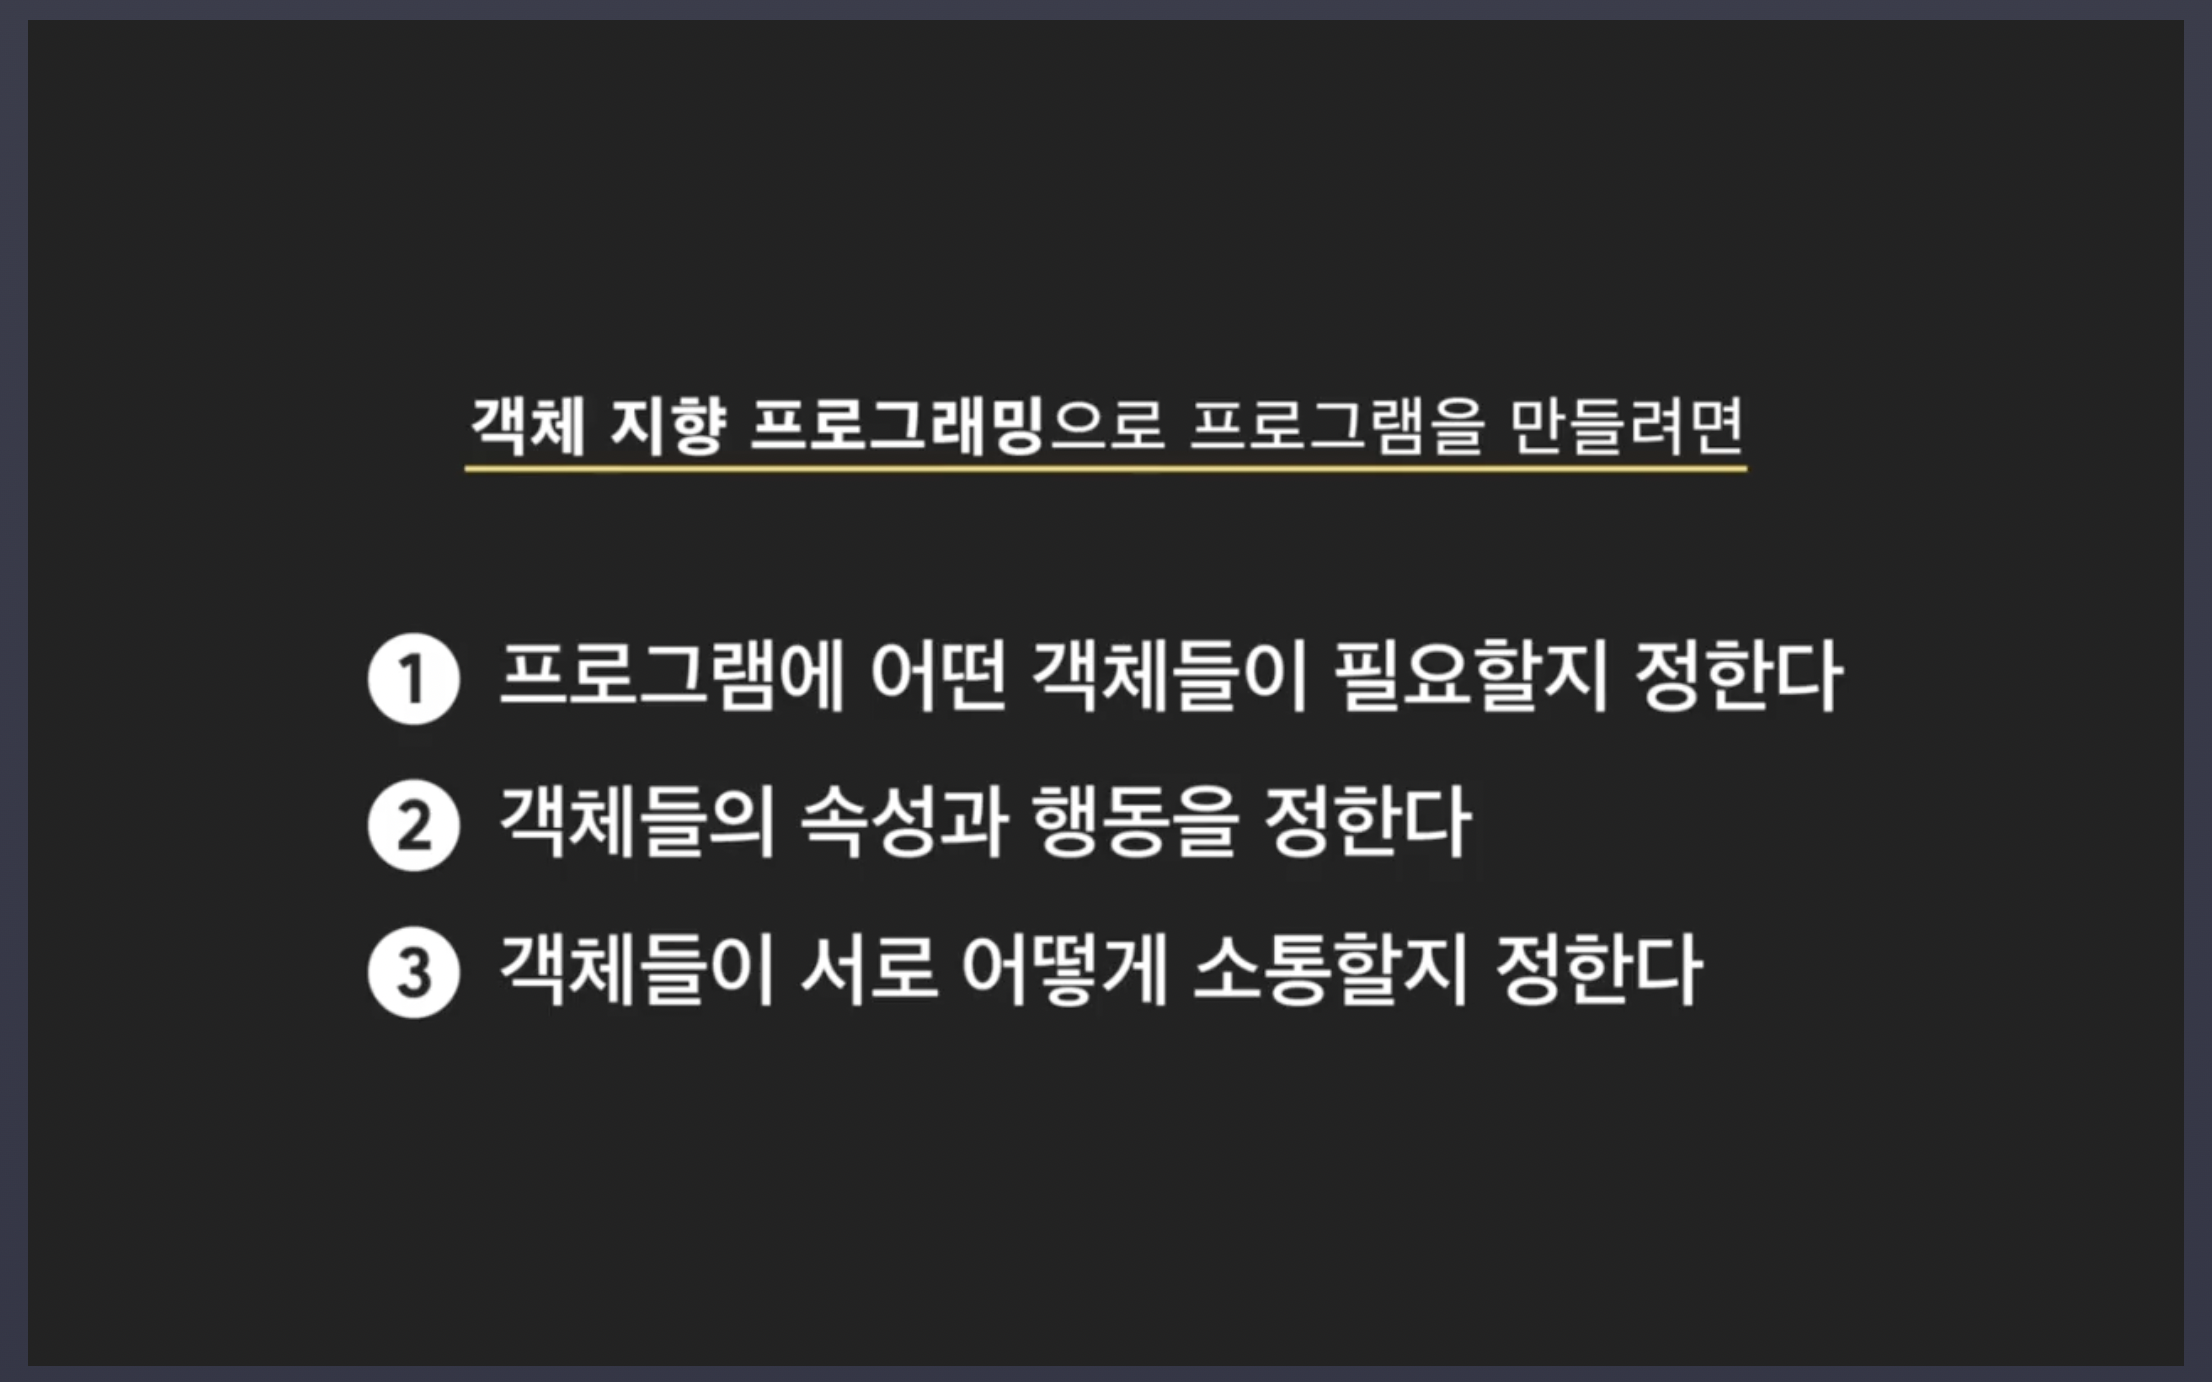 객체 지향 프로그래밍으로 프로그램을 만들려면
1 프로그램에 어떤 객체들이 필요할지 정한다
2 객체들의 속성과 행동을 정한다
3 객체들이 서로 어떻게 소통할지 정한다